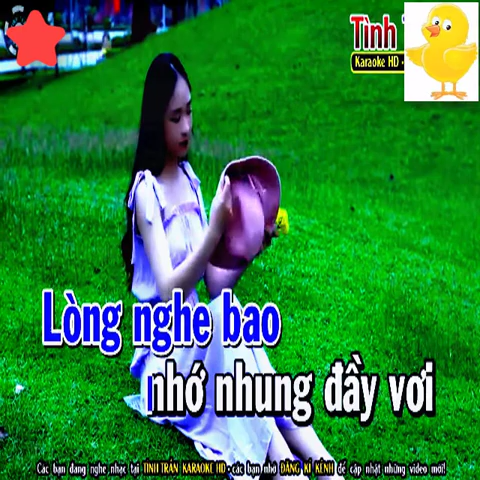 Tình
Karaoke HD -
Lòng nghe bao
nhớ nhung đầy vơi
Các bạn đang nghe nhạc tại TÌNH TRẦN KARAOKE HD - các bạn nhớ ĐĂNG KÍ KÊNH để cập nhật những video mới!